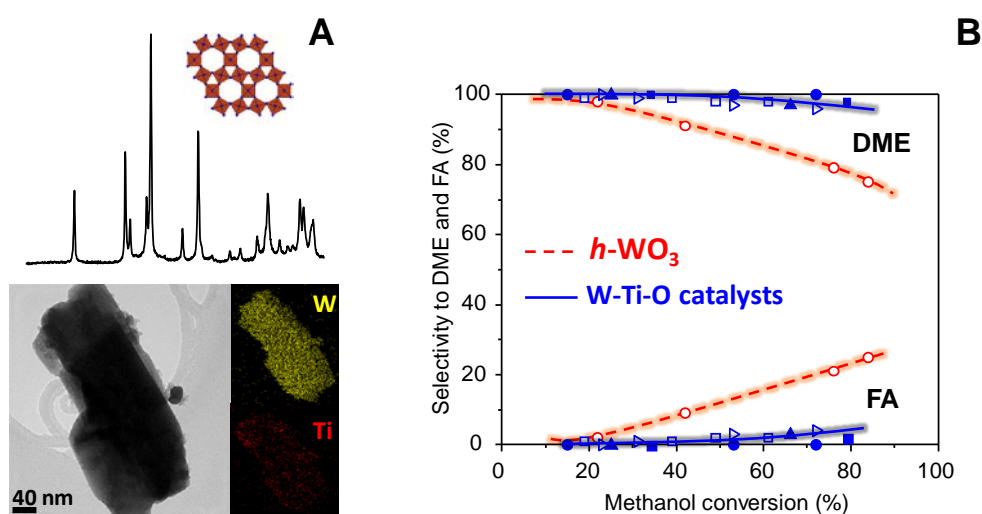 A
W
Ti
40 nm
B
Selectivity to DME and FA (%)
100
80
60
40
20
0
DME
h-WO₃
W-Ti-O catalysts
FA
0 20 40 60 80 100
Methanol conversion (%)